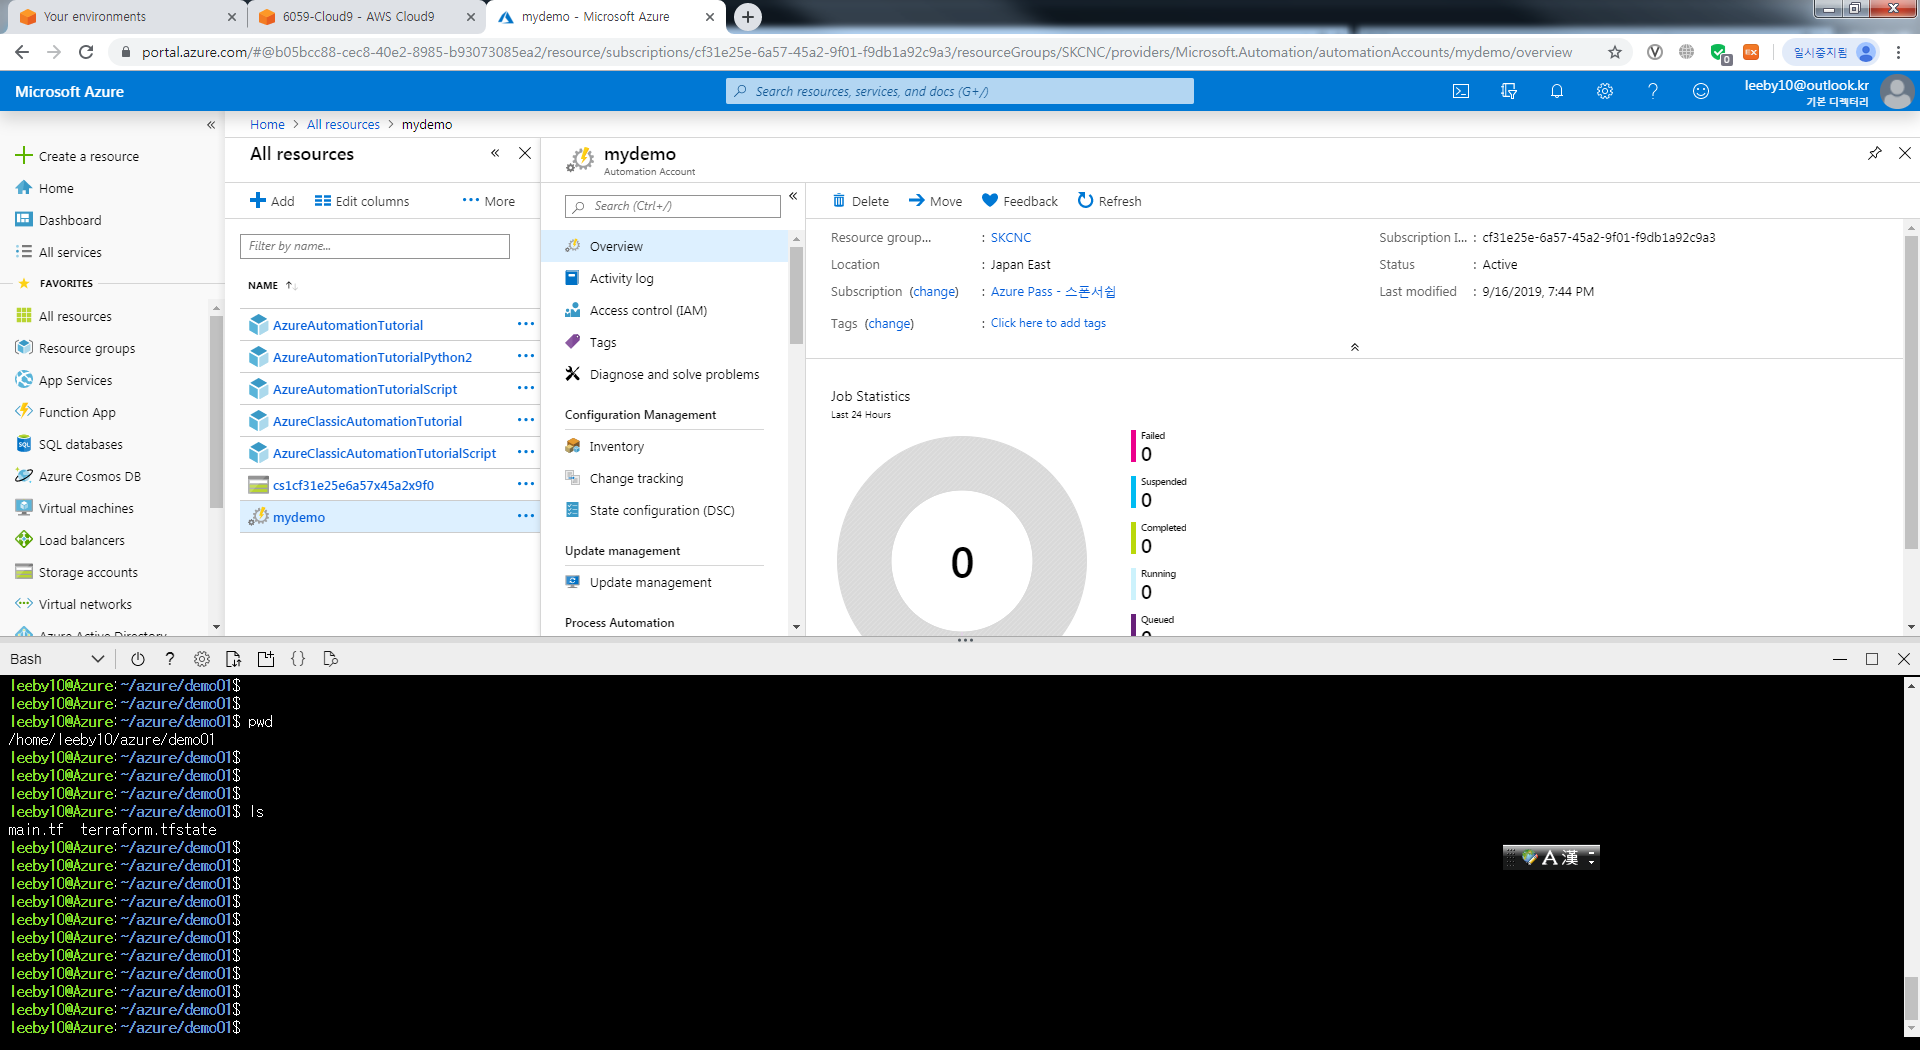 Your environments
6059-Cloud9 - AWS Cloud9
mydemo - Microsoft Azure
portal.azure.com/#@b05bcc88-cec8-40e2-8985-b93073085ea2/resource/subscriptions/cf31e25e-6a57-45a2-9f01-f9db1a92c9a3/resourceGroups/SKCNC/providers/Microsoft.Automation/automationAccounts/mydemo/overview
0
EX
일시중지됨
Microsoft Azure
Search resources, services, and docs (G+/)
leeby10@outlook.kr
기본 디렉터리
Create a resource
Home
Dashboard
All services
FAVORITES
All resources
Resource groups
App Services
Function App
SQL databases
Azure Cosmos DB
Virtual machines
Load balancers
Storage accounts
Virtual networks
Azure Active Directory
Home > All resources > mydemo
All resources
Add
Edit columns
More
Filter by name...
NAME
AzureAutomationTutorial
AzureAutomationTutorialPython2
AzureAutomationTutorialScript
AzureClassicAutomationTutorial
AzureClassicAutomationTutorialScript
cs1cf31e25e6a57x45a2x9f0
mydemo
mydemo
Automation Account
Search (Ctrl+/)
Overview
Activity log
Access control (IAM)
Tags
Diagnose and solve problems
Configuration Management
Inventory
Change tracking
State configuration (DSC)
Update management
Update management
Process Automation
Delete
Move
Feedback
Refresh
Resource group... : SKCNC
Location : Japan East
Subscription (change) : Azure Pass - 스폰서쉽
Tags (change) : Click here to add tags
Subscription I... : cf31e25e-6a57-45a2-9f01-f9db1a92c9a3
Status : Active
Last modified : 9/16/2019, 7:44 PM
Job Statistics
Last 24 Hours
0
Failed
0
Suspended
0
Completed
0
Running
0
Queued
0
Bash
leeby10@Azure:~/azure/demo01$
leeby10@Azure:~/azure/demo01$
leeby10@Azure:~/azure/demo01$ pwd
/home/leeby10/azure/demo01
leeby10@Azure:~/azure/demo01$
leeby10@Azure:~/azure/demo01$
leeby10@Azure:~/azure/demo01$
leeby10@Azure:~/azure/demo01$ ls
main.tf  terraform.tfstate
leeby10@Azure:~/azure/demo01$
leeby10@Azure:~/azure/demo01$
leeby10@Azure:~/azure/demo01$
leeby10@Azure:~/azure/demo01$
leeby10@Azure:~/azure/demo01$
leeby10@Azure:~/azure/demo01$
leeby10@Azure:~/azure/demo01$
leeby10@Azure:~/azure/demo01$
leeby10@Azure:~/azure/demo01$
leeby10@Azure:~/azure/demo01$
leeby10@Azure:~/azure/demo01$
A 漢